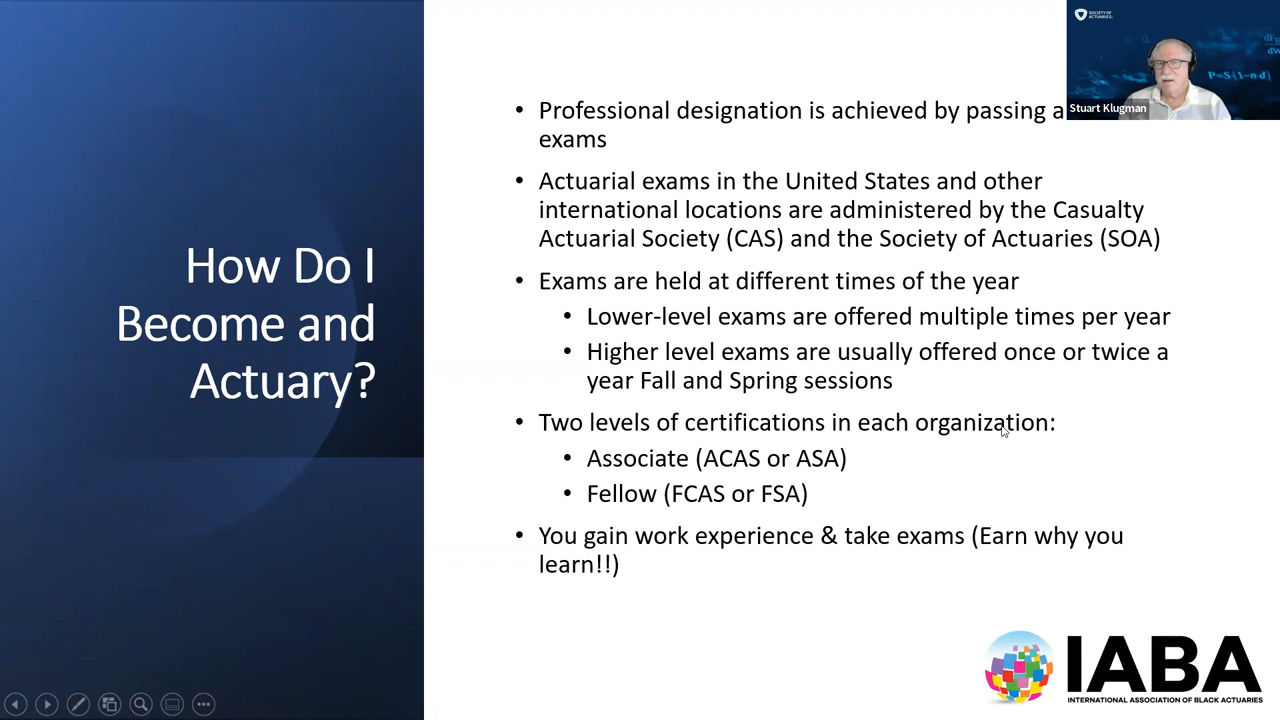 How Do I
Become and
Actuary?
• Professional designation is achieved by passing a
exams
• Actuarial exams in the United States and other
international locations are administered by the Casualty
Actuarial Society (CAS) and the Society of Actuaries (SOA)
• Exams are held at different times of the year
• Lower-level exams are offered multiple times per year
• Higher level exams are usually offered once or twice a
year Fall and Spring sessions
• Two levels of certifications in each organization:
• Associate (ACAS or ASA)
• Fellow (FCAS or FSA)
• You gain work experience & take exams (Earn why you
learn!!)
SOCIETY OF
ACTUARIES
P=S(1-n·d)
Stuart Klugman
IABA
INTERNATIONAL ASSOCIATION OF BLACK ACTUARIES